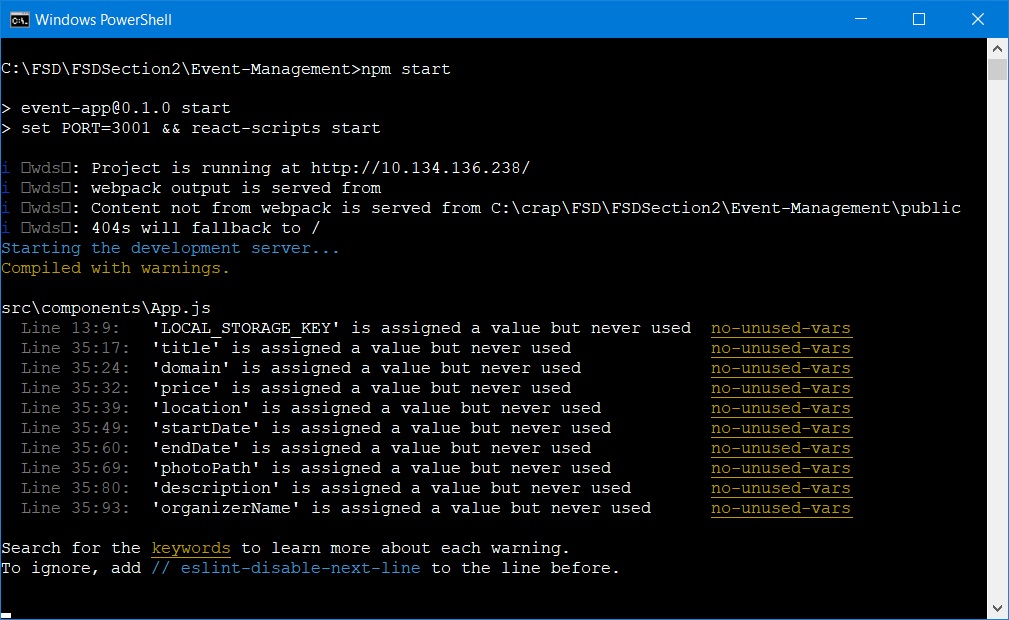 Windows PowerShell
C:\FSD\FSDSection2\Event-Management>npm start
> event-app@0.1.0 start
> set PORT=3001 && react-scripts start
i 「wds」: Project is running at http://10.134.136.238/
i 「wds」: webpack output is served from
i 「wds」: Content not from webpack is served from C:\crap\FSD\FSDSection2\Event-Management\public
i 「wds」: 404s will fallback to /
Starting the development server...
Compiled with warnings.
src\components\App.js
Line 13:9: 'LOCAL_STORAGE_KEY' is assigned a value but never used no-unused-vars
Line 35:17: 'title' is assigned a value but never used no-unused-vars
Line 35:24: 'domain' is assigned a value but never used no-unused-vars
Line 35:32: 'price' is assigned a value but never used no-unused-vars
Line 35:39: 'location' is assigned a value but never used no-unused-vars
Line 35:49: 'startDate' is assigned a value but never used no-unused-vars
Line 35:60: 'endDate' is assigned a value but never used no-unused-vars
Line 35:69: 'photoPath' is assigned a value but never used no-unused-vars
Line 35:80: 'description' is assigned a value but never used no-unused-vars
Line 35:93: 'organizerName' is assigned a value but never used no-unused-vars
Search for the keywords to learn more about each warning.
To ignore, add // eslint-disable-next-line to the line before.